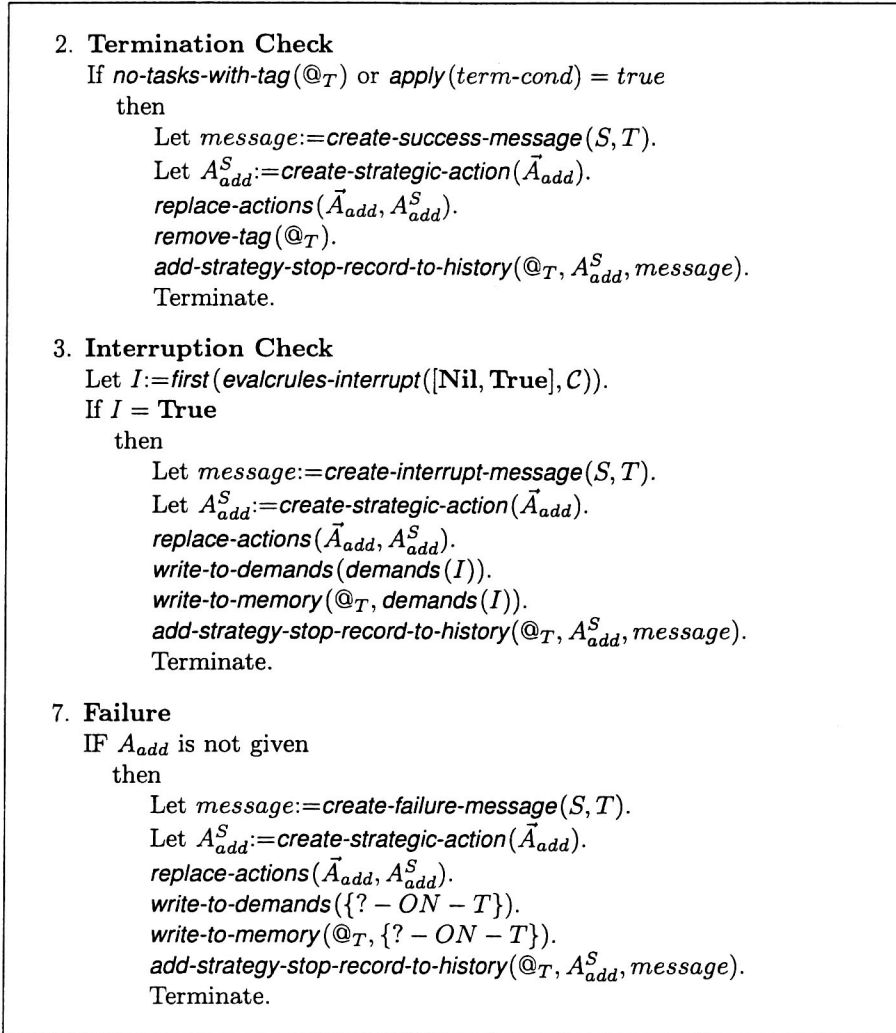 2. Termination Check
If no-tasks-with-tag(@_T) or apply(term-cond) = true
then
Let message:=create-success-message(S, T).
Let A^S_add:=create-strategic-action(A⃗_add).
replace-actions(A⃗_add, A^S_add).
remove-tag(@_T).
add-strategy-stop-record-to-history(@_T, A^S_add, message).
Terminate.
3. Interruption Check
Let I:=first(evalcrules-interrupt([Nil, True], C)).
If I = True
then
Let message:=create-interrupt-message(S, T).
Let A^S_add:=create-strategic-action(A⃗_add).
replace-actions(A⃗_add, A^S_add).
write-to-demands(demands(I)).
write-to-memory(@_T, demands(I)).
add-strategy-stop-record-to-history(@_T, A^S_add, message).
Terminate.
7. Failure
IF A_add is not given
then
Let message:=create-failure-message(S, T).
Let A^S_add:=create-strategic-action(A⃗_add).
replace-actions(A⃗_add, A^S_add).
write-to-demands({? − ON − T}).
write-to-memory(@_T, {? − ON − T}).
add-strategy-stop-record-to-history(@_T, A^S_add, message).
Terminate.